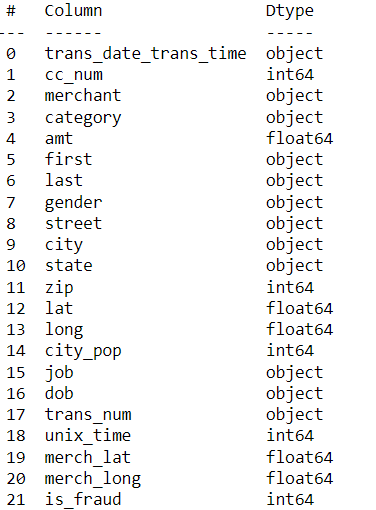 #   Column                 Dtype
---  ------                 -----
0   trans_date_trans_time  object
1   cc_num                 int64
2   merchant               object
3   category               object
4   amt                    float64
5   first                  object
6   last                   object
7   gender                 object
8   street                 object
9   city                   object
10  state                  object
11  zip                    int64
12  lat                    float64
13  long                   float64
14  city_pop               int64
15  job                    object
16  dob                    object
17  trans_num              object
18  unix_time              int64
19  merch_lat              float64
20  merch_long             float64
21  is_fraud               int64